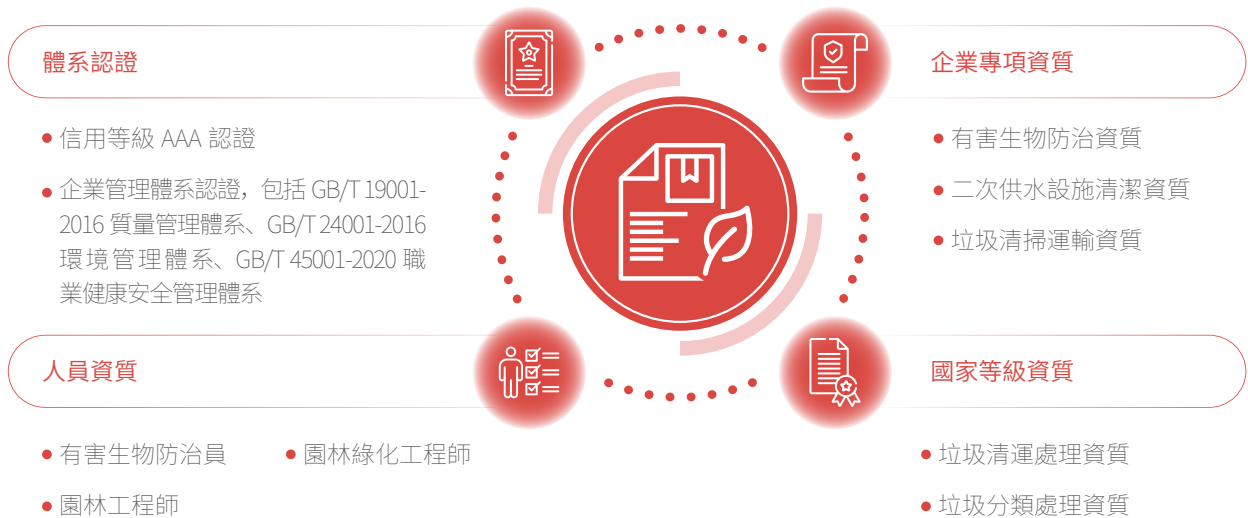 體系認證
信用等級 AAA 認證
企業管理體系認證，包括 GB/T 19001-
2016 質量管理體系、GB/T 24001-2016
環境管理體系、GB/T 45001-2020 職
業健康安全管理體系
企業專項資質
有害生物防治資質
二次供水設施清潔資質
垃圾清掃運輸資質
人員資質
有害生物防治員
園林綠化工程師
園林工程師
國家等級資質
垃圾清運處理資質
垃圾分類處理資質